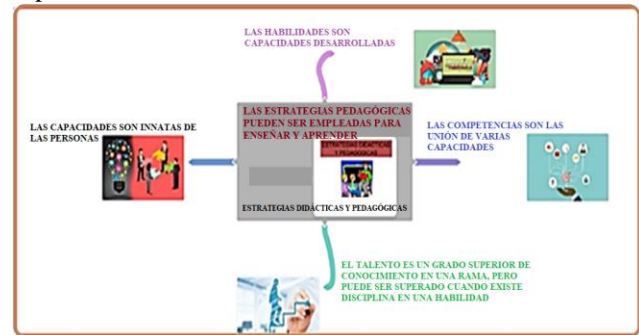 LAS HABILIDADES SON
CAPACIDADES DESARROLLADAS
LAS ESTRATEGIAS PEDAGÓGICAS
PUEDEN SER EMPLEADAS PARA
ENSEÑAR Y APRENDER
ESTRATEGIAS DIDÁCTICAS
Y PEDAGÓGICAS
ESTRATEGIAS DIDÁCTICAS Y PEDAGÓGICAS
LAS CAPACIDADES SON INNATAS DE
LAS PERSONAS
LAS COMPETENCIAS SON LAS
UNIÓN DE VARIAS
CAPACIDADES
EL TALENTO ES UN GRADO SUPERIOR DE
CONOCIMIENTO EN UNA RAMA, PERO
PUEDE SER SUPERADO CUANDO EXISTE
DISCIPLINA EN UNA HABILIDAD